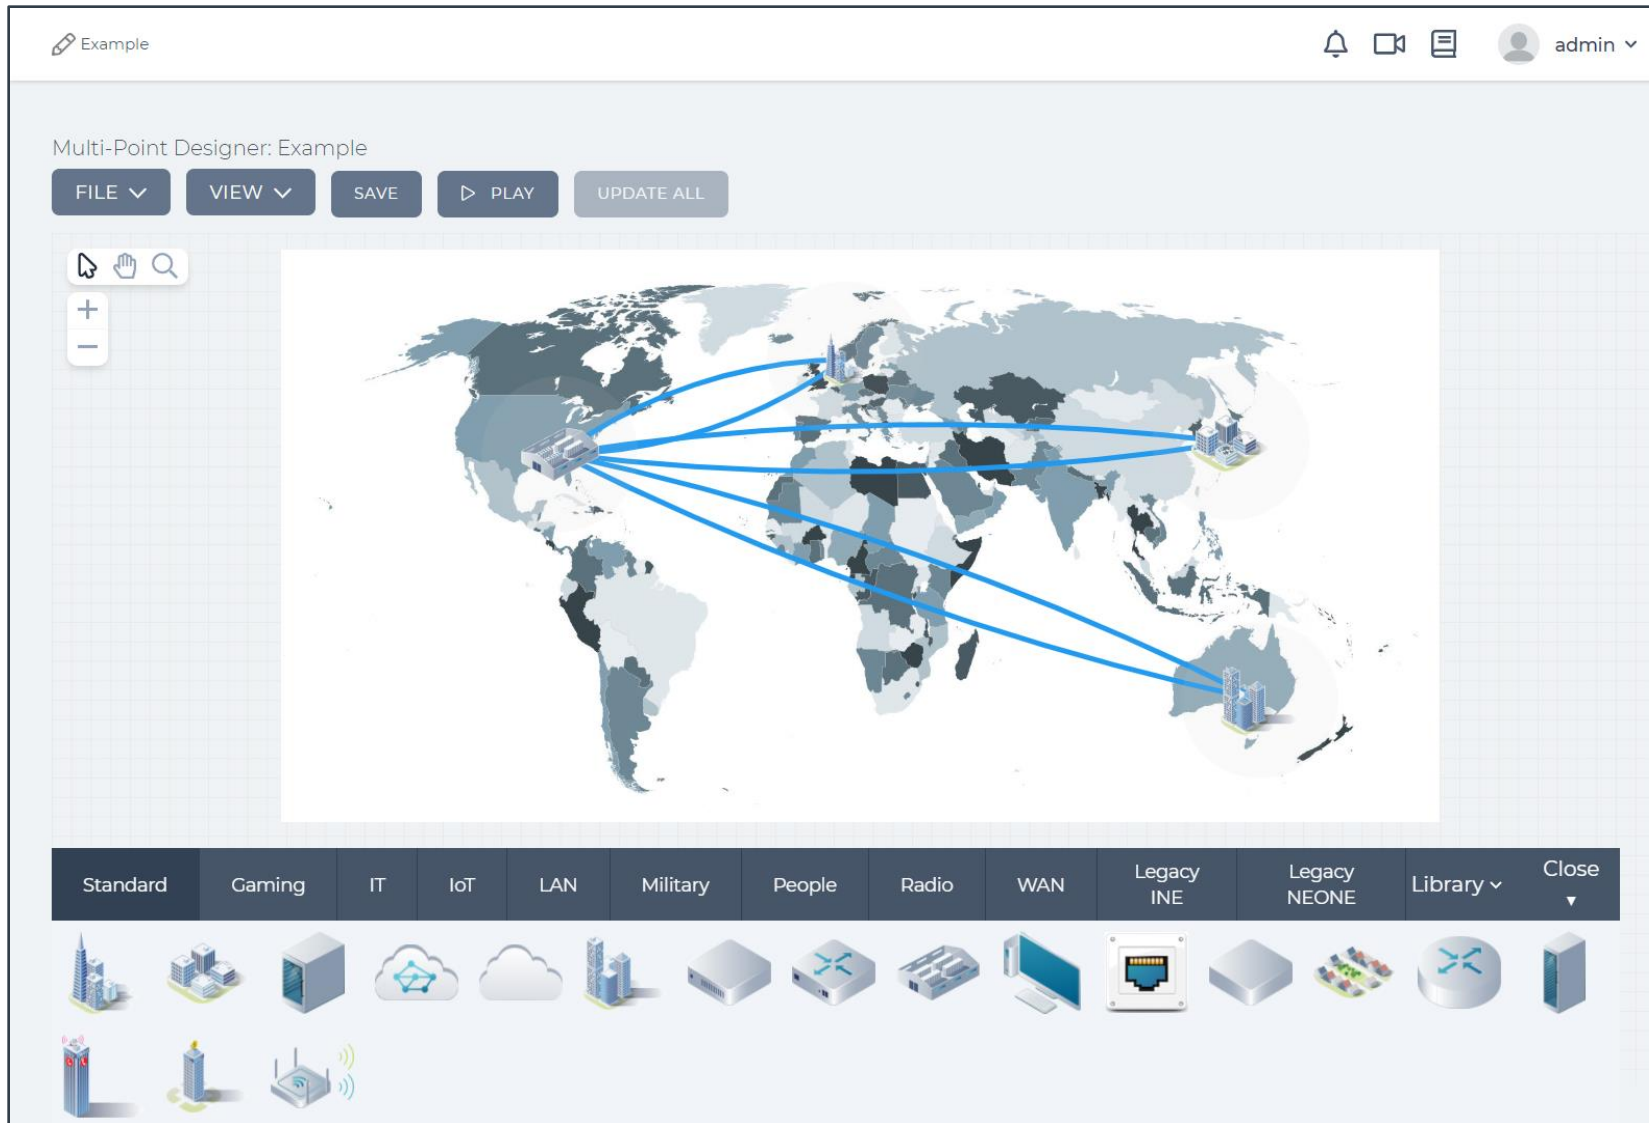 Example
admin
Multi-Point Designer: Example
FILE
VIEW
SAVE
PLAY
UPDATE ALL
Standard
Gaming
IT
IoT
LAN
Military
People
Radio
WAN
Legacy
INE
Legacy
NEONE
Library
Close